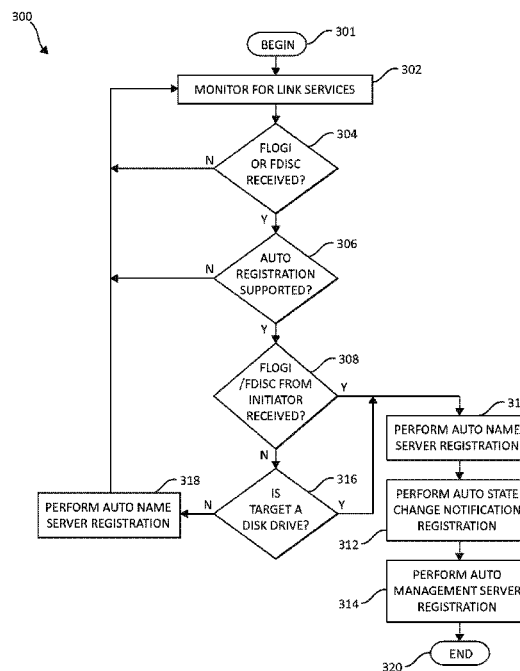 300
BEGIN
301
302
MONITOR FOR LINK SERVICES
304
FLOGI
OR FDISC
RECEIVED?
N
Y
306
AUTO
REGISTRATION
SUPPORTED?
N
Y
308
FLOGI
/FDISC FROM
INITIATOR
RECEIVED?
Y
N
PERFORM AUTO NAME
SERVER REGISTRATION
316
IS
TARGET A
DISK DRIVE?
N
Y
318
PERFORM AUTO NAME
SERVER REGISTRATION
PERFORM AUTO STATE
CHANGE NOTIFICATION
REGISTRATION
312
PERFORM AUTO
MANAGEMENT SERVER
REGISTRATION
314
END
320